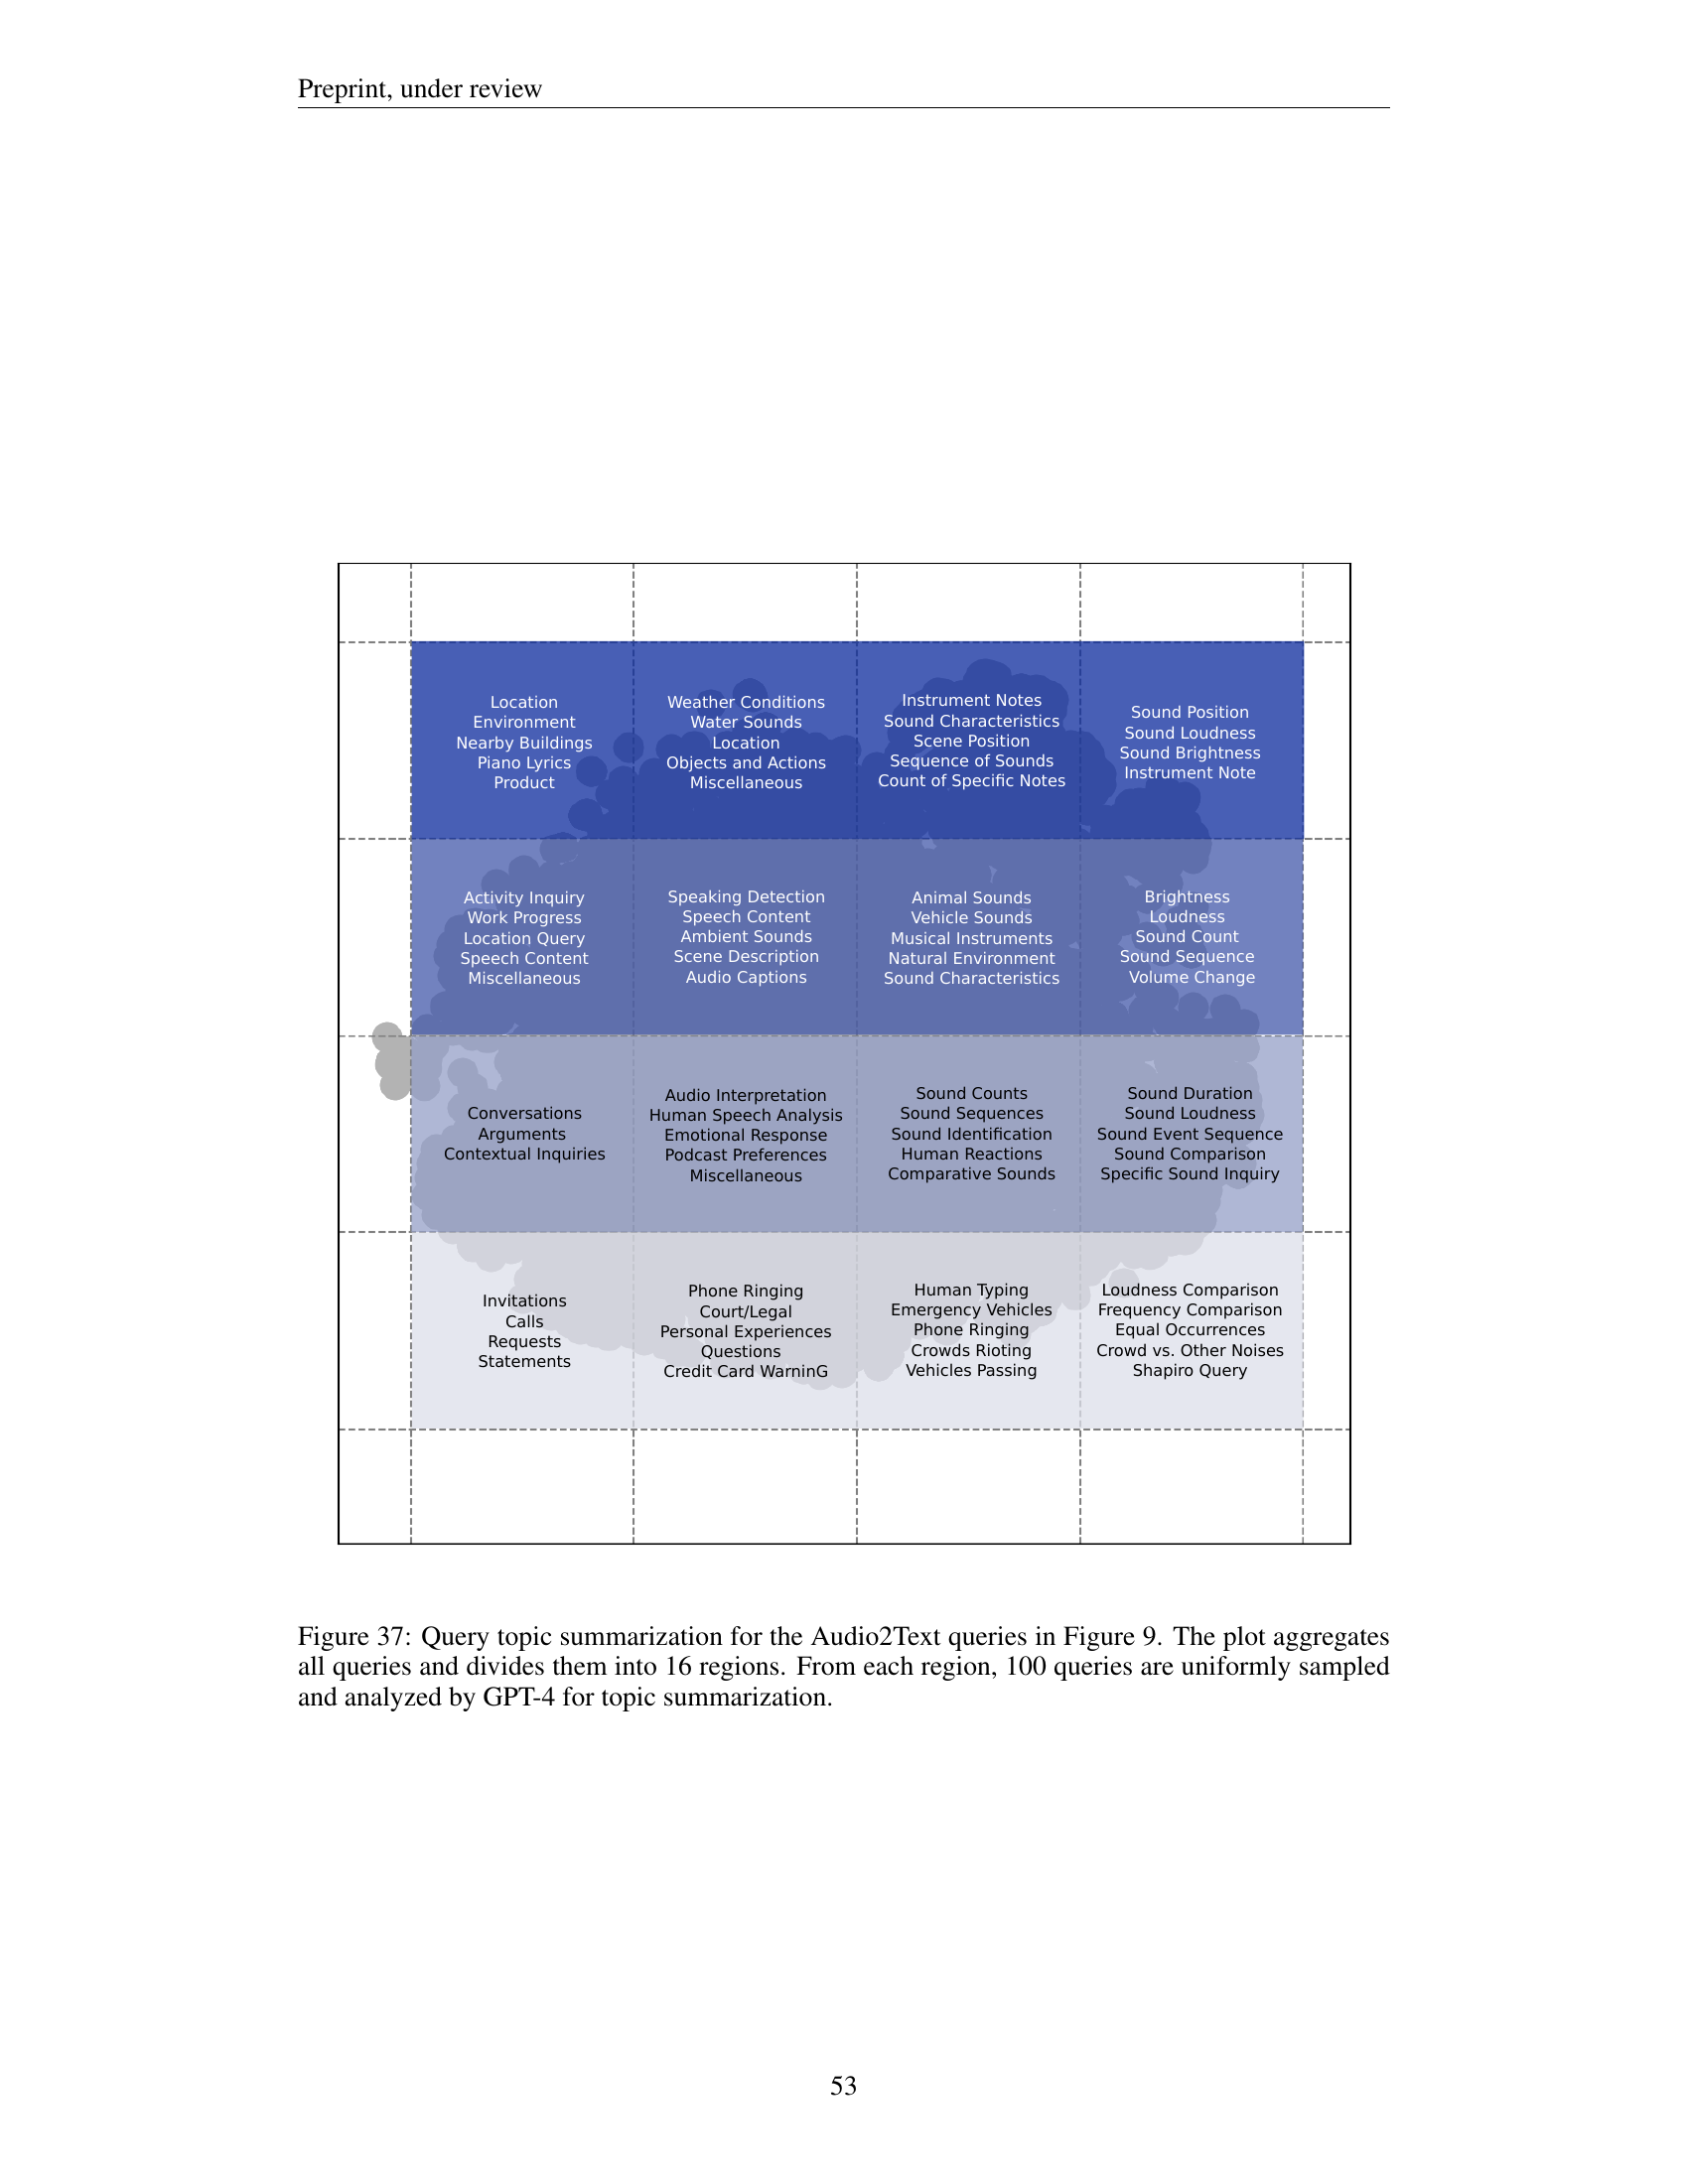 Preprint, under review
Location
Environment
Nearby Buildings
Piano Lyrics
Product
Weather Conditions
Water Sounds
Location
Objects and Actions
Miscellaneous
Instrument Notes
Sound Characteristics
Scene Position
Sequence of Sounds
Count of Specific Notes
Sound Position
Sound Loudness
Sound Brightness
Instrument Note
Activity Inquiry
Work Progress
Location Query
Speech Content
Miscellaneous
Speaking Detection
Speech Content
Ambient Sounds
Scene Description
Audio Captions
Animal Sounds
Vehicle Sounds
Musical Instruments
Natural Environment
Sound Characteristics
Brightness
Loudness
Sound Count
Sound Sequence
Volume Change
Conversations
Arguments
Contextual Inquiries
Audio Interpretation
Human Speech Analysis
Emotional Response
Podcast Preferences
Miscellaneous
Sound Counts
Sound Sequences
Sound Identification
Human Reactions
Comparative Sounds
Sound Duration
Sound Loudness
Sound Event Sequence
Sound Comparison
Specific Sound Inquiry
Invitations
Calls
Requests
Statements
Phone Ringing
Court/Legal
Personal Experiences
Questions
Credit Card WarninG
Human Typing
Emergency Vehicles
Phone Ringing
Crowds Rioting
Vehicles Passing
Loudness Comparison
Frequency Comparison
Equal Occurrences
Crowd vs. Other Noises
Shapiro Query
Figure 37: Query topic summarization for the Audio2Text queries in Figure 9. The plot aggregates
all queries and divides them into 16 regions. From each region, 100 queries are uniformly sampled
and analyzed by GPT-4 for topic summarization.
53